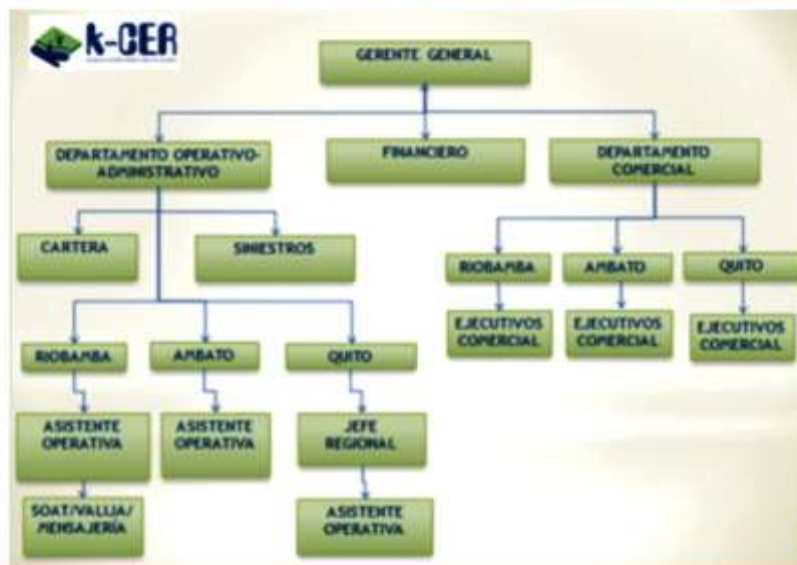 k-CER
GERENTE GENERAL
DEPARTAMENTO OPERATIVO-
ADMINISTRATIVO
FINANCIERO
DEPARTAMENTO
COMERCIAL
CARTERA
SINIESTROS
RIOBAMBA
AMBATO
QUITO
EJECUTIVOS
COMERCIAL
EJECUTIVOS
COMERCIAL
EJECUTIVOS
COMERCIAL
RIOBAMBA
AMBATO
QUITO
ASISTENTE
OPERATIVA
ASISTENTE
OPERATIVA
JEFE
REGIONAL
SOAT/VALIJA/
MENSAJERÍA
ASISTENTE
OPERATIVA